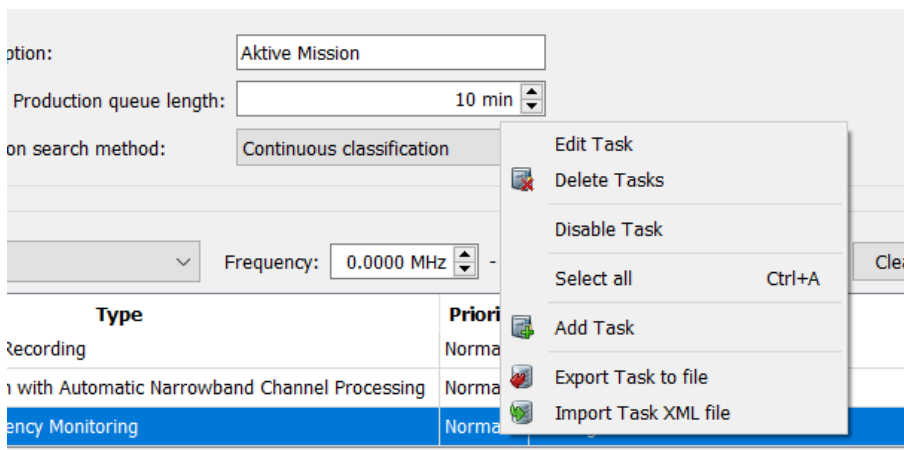 ption:
Aktive Mission
Production queue length:
10 min
on search method:
Continuous classification
Edit Task
Delete Tasks
Disable Task
Frequency:
0.0000 MHz
-
Select all
Ctrl+A
Clea
Type
Priori
Add Task
Recording
Norma
Export Task to file
n with Automatic Narrowband Channel Processing
Norma
Import Task XML file
ency Monitoring
Norma